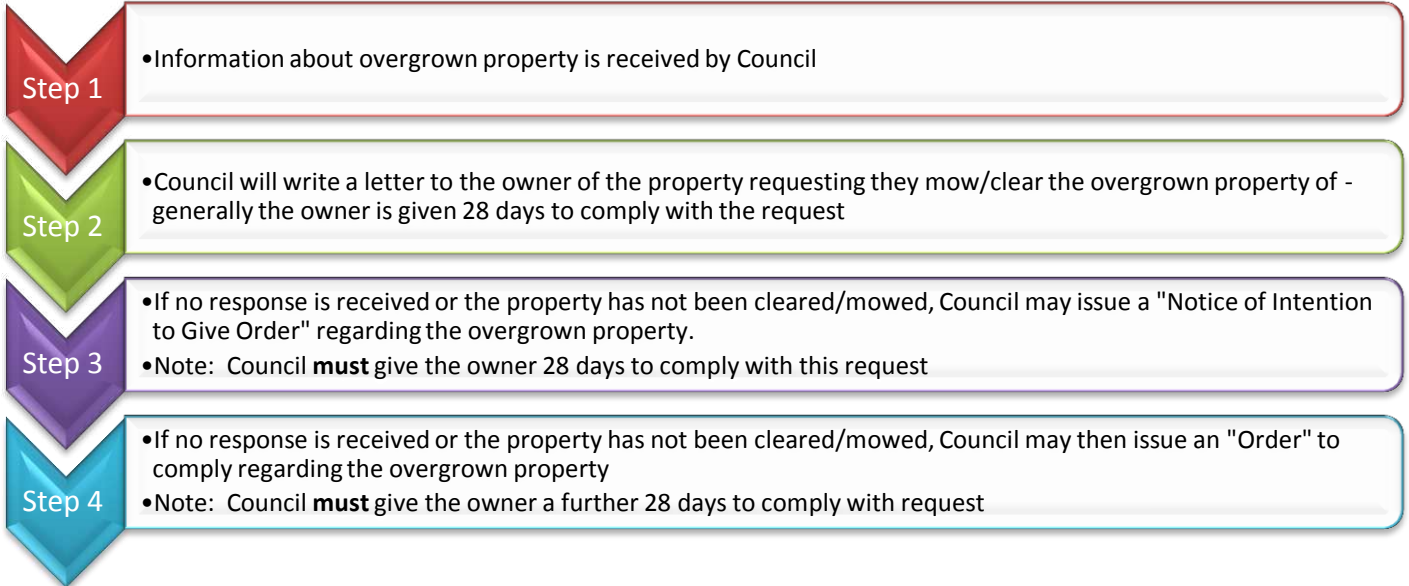 Step 1
•Information about overgrown property is received by Council
Step 2
•Council will write a letter to the owner of the property requesting they mow/clear the overgrown property of -
generally the owner is given 28 days to comply with the request
Step 3
•If no response is received or the property has not been cleared/mowed, Council may issue a "Notice of Intention
to Give Order" regarding the overgrown property.
•Note: Council must give the owner 28 days to comply with this request
Step 4
•If no response is received or the property has not been cleared/mowed, Council may then issue an "Order" to
comply regarding the overgrown property
•Note: Council must give the owner a further 28 days to comply with request